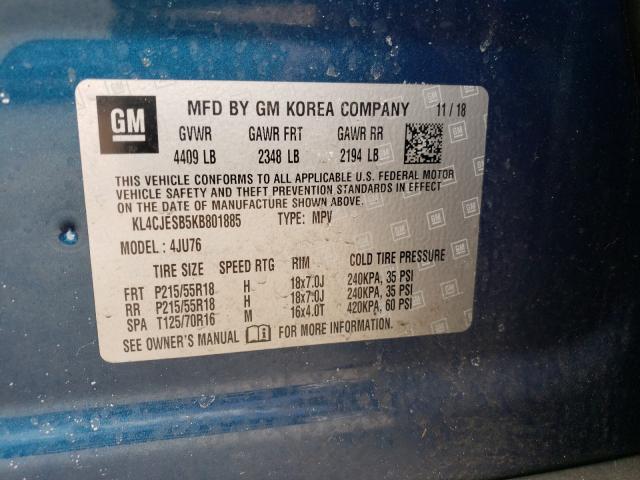 GM
MFD BY GM KOREA COMPANY 11 / 18
GVWR GAWR FRT GAWR RR
4409 LB 2348 LB 2194 LB
THIS VEHICLE CONFORMS TO ALL APPLICABLE U.S. FEDERAL MOTOR
VEHICLE SAFETY AND THEFT PREVENTION STANDARDS IN EFFECT
ON THE DATE OF MANUFACTURE SHOWN ABOVE.
KL4CJESB5KB801885 TYPE: MPV
MODEL: 4JU76
TIRE SIZE SPEED RTG RIM COLD TIRE PRESSURE
FRT P215/55R18 H 18x7.0J 240KPA, 35 PSI
RR P215/55R18 H 18x7.0J 240KPA, 35 PSI
SPA T125/70R16 M 16x4.0T 420KPA, 60 PSI
SEE OWNER'S MANUAL FOR MORE INFORMATION.